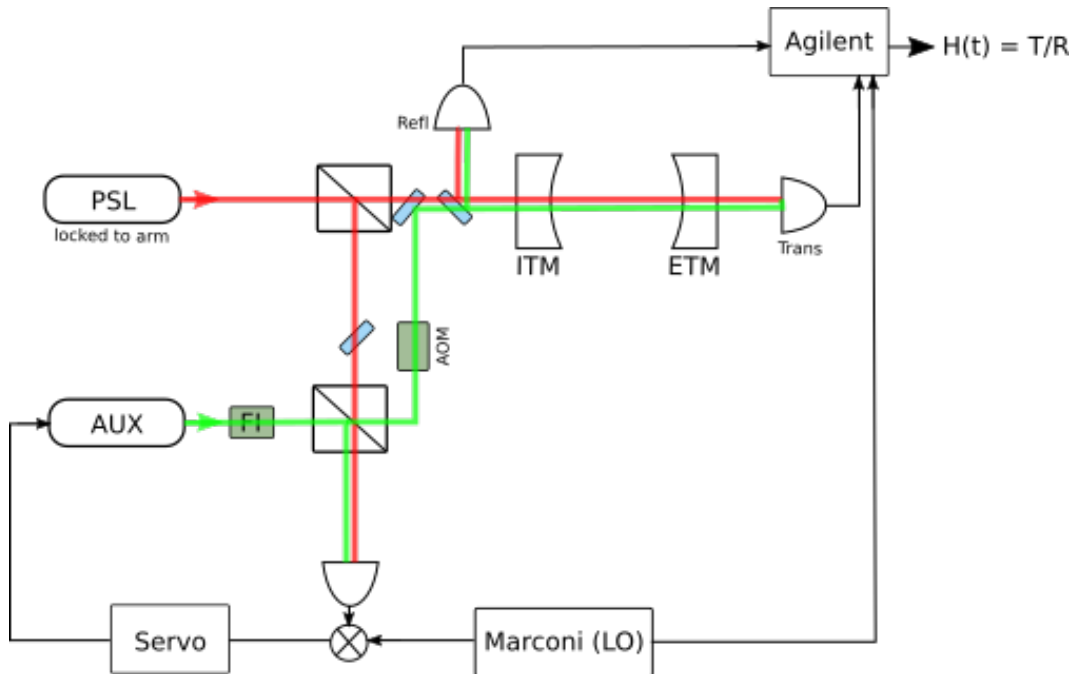 Agilent
H(t) = T/R
Refl
PSL
locked to arm
Trans
ITM
ETM
AOM
AUX
FI
Servo
Marconi (LO)